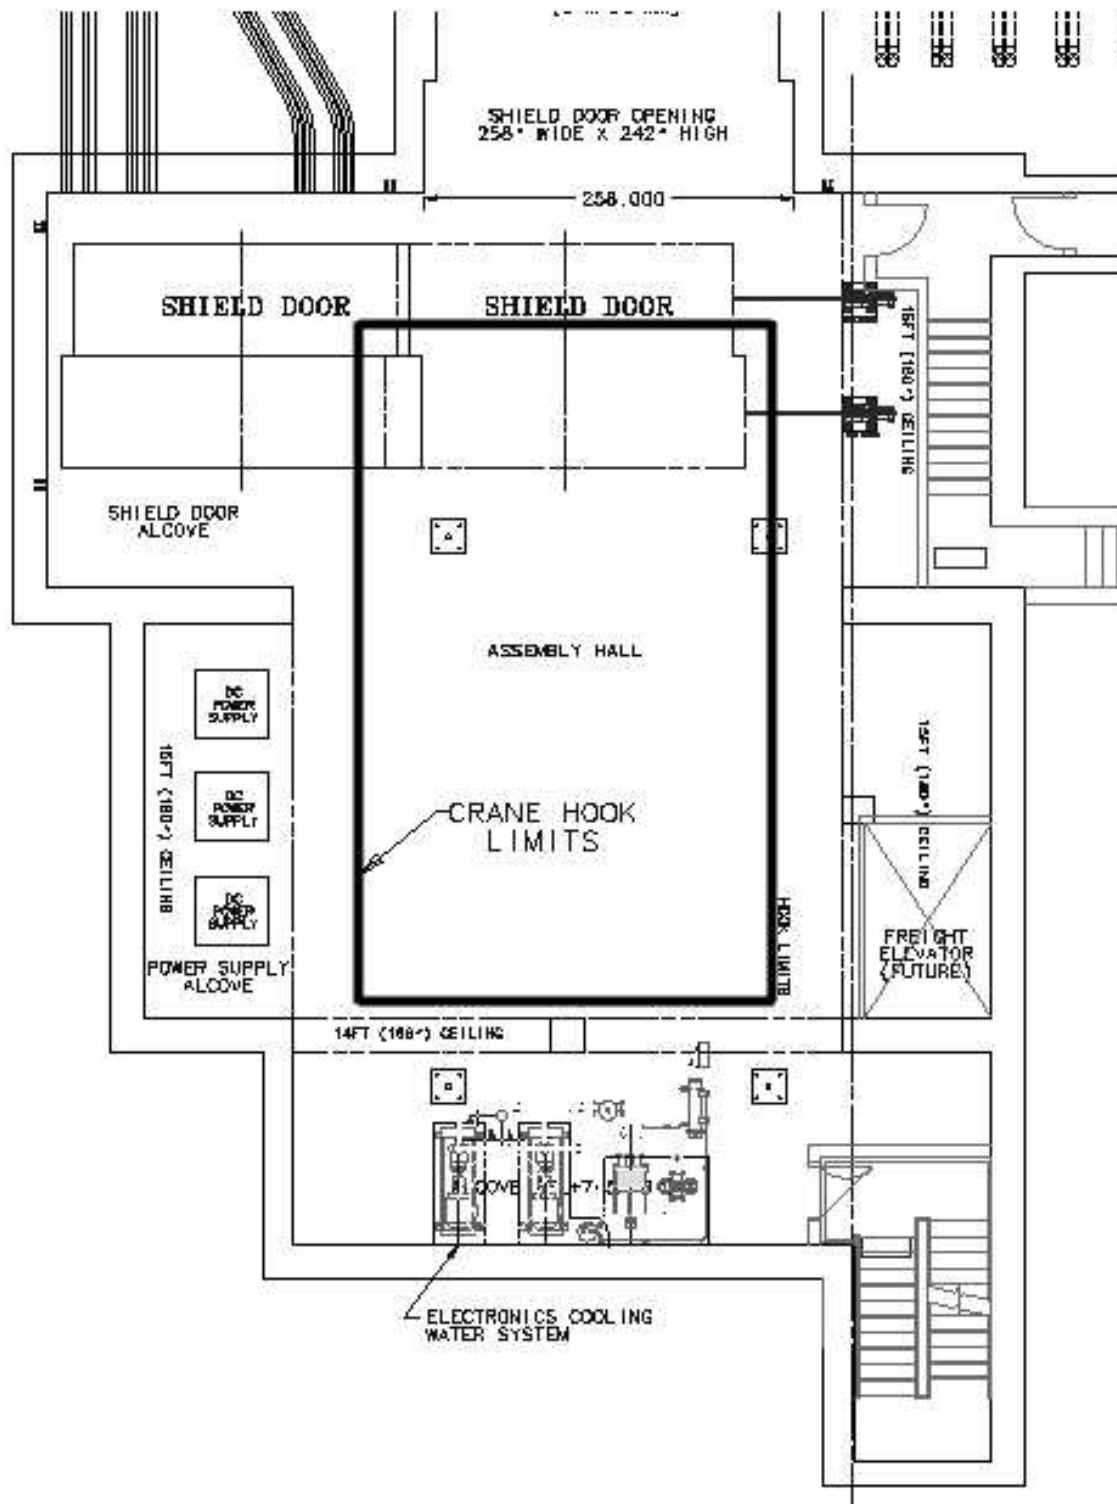 SHIELD DOOR OPENING
258" WIDE X 242" HIGH
258.000
SHIELD DOOR
SHIELD DOOR
15FT (180") CEILING
SHIELD DOOR
ALCOVE
ASSEMBLY HALL
DC
POWER
SUPPLY
DC
POWER
SUPPLY
DC
POWER
SUPPLY
15FT (180") CEILING
15FT (180") CEILING
CRANE HOOK
LIMITS
HOOK LIMITS
FREIGHT
ELEVATOR
(FUTURE)
POWER SUPPLY
ALCOVE
14FT (168") CEILING
ELECTRONICS COOLING
WATER SYSTEM